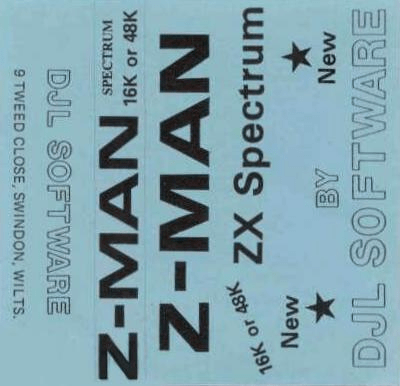 DJL SOFTWARE
9 TWEED CLOSE, SWINDON, WILTS.
Z-MAN
SPECTRUM
16K or 48K
Z-MAN
16K or 48K
ZX Spectrum
New
New
BY
DJL SOFTWARE